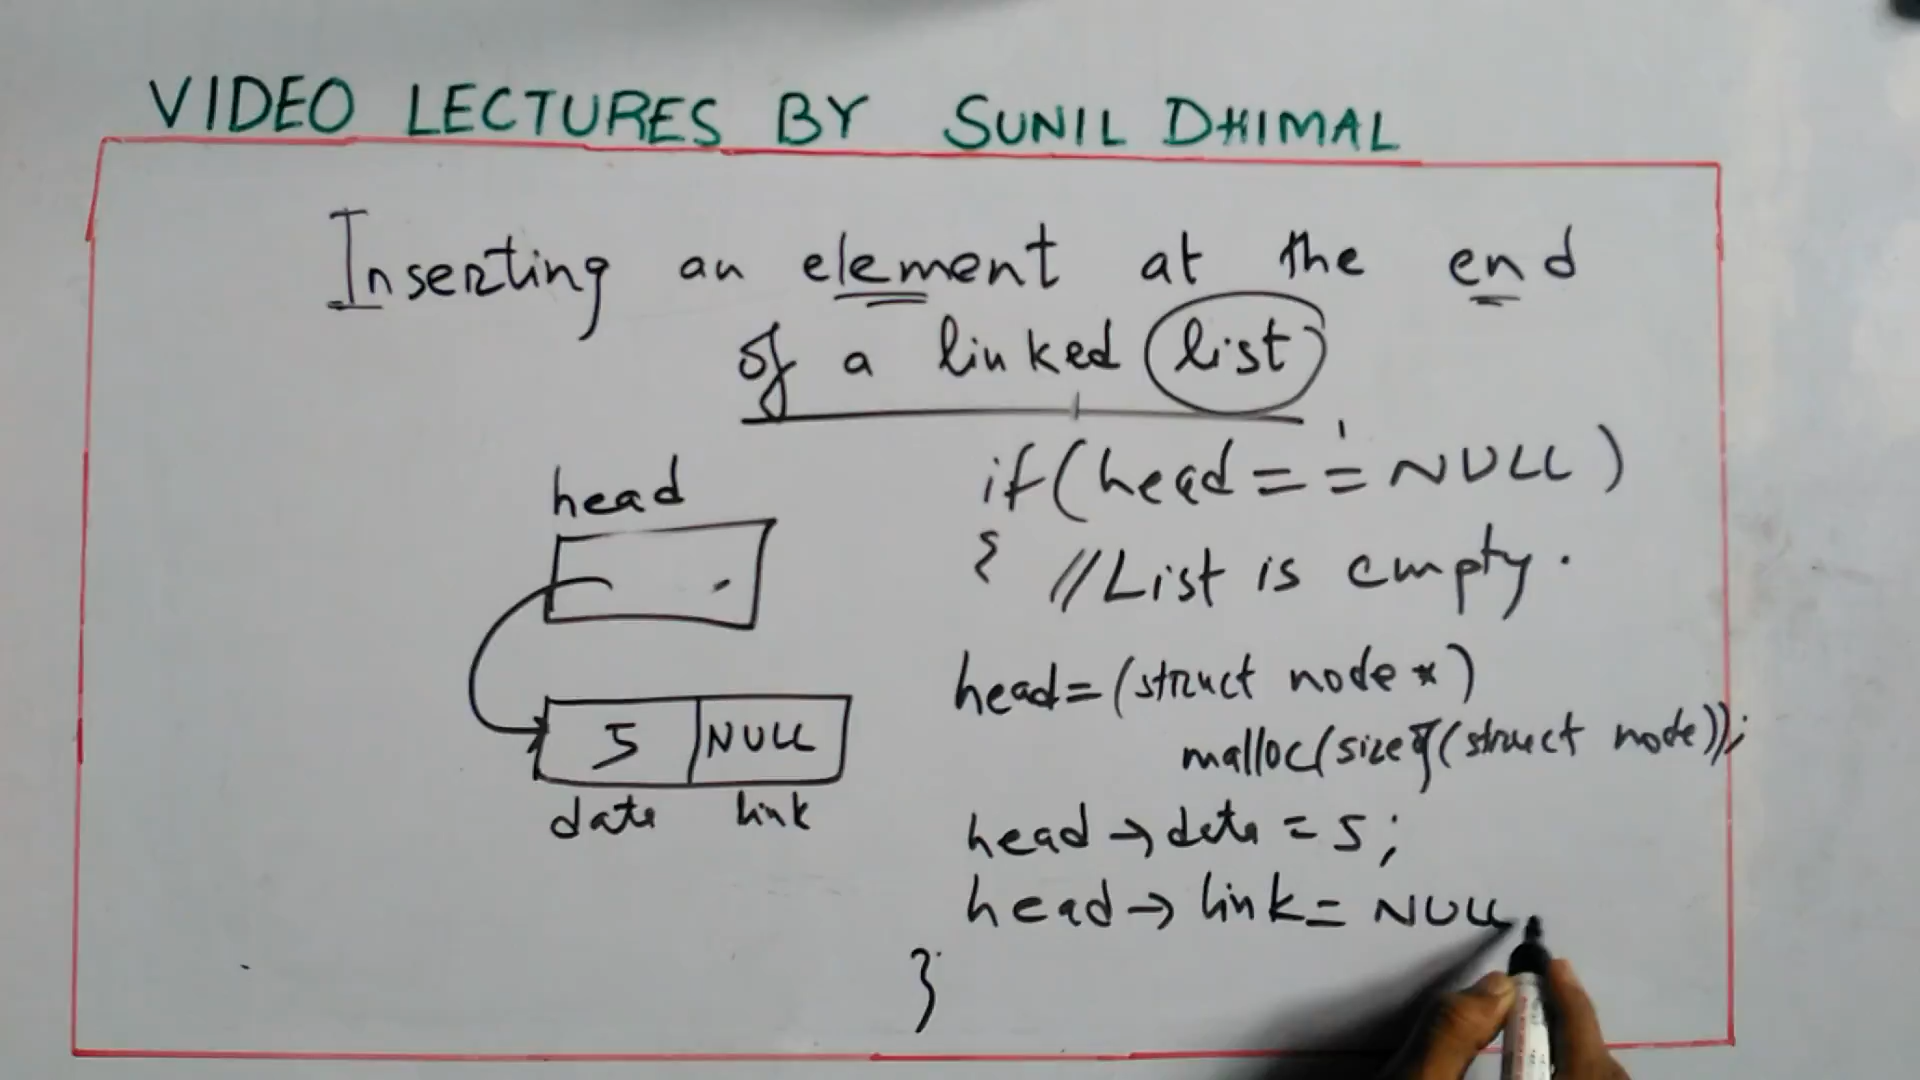 VIDEO LECTURES BY SUNIL DHIMAL
Inserting an element at the end
of a linked list
head
5 NULL
data link
if(head == NULL)
{ //List is empty.
head=(struct node *)
malloc(sizeof(struct node));
head→data = 5;
head→link= NULL
}